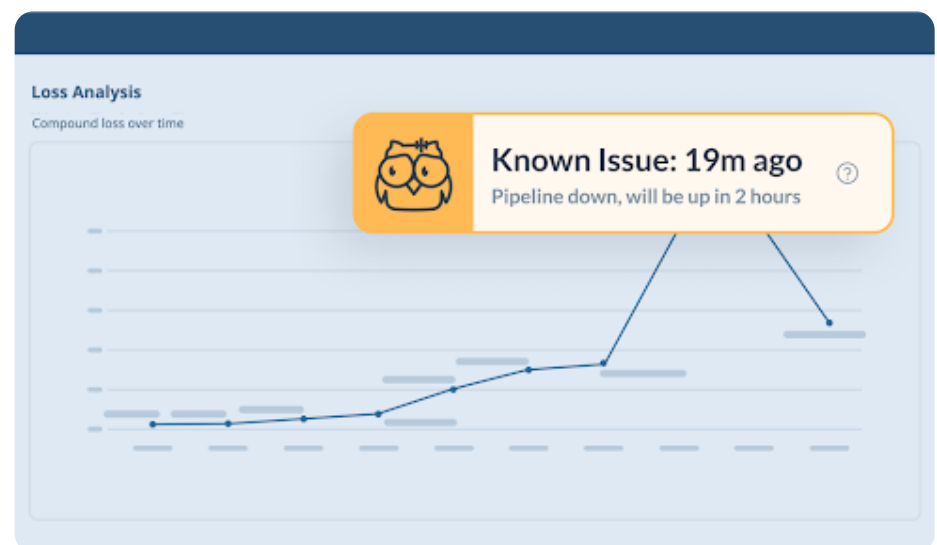 Loss Analysis
Compound loss over time
Known Issue: 19m ago
Pipeline down, will be up in 2 hours
?